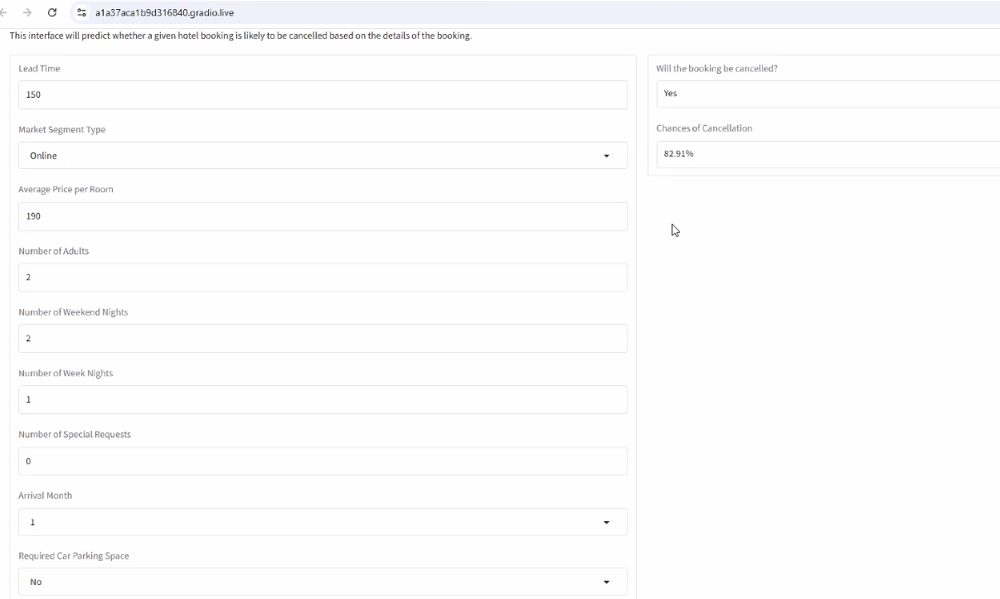 a1a37aca1b9d316840.gradio.live
This interface will predict whether a given hotel booking is likely to be cancelled based on the details of the booking.
Lead Time
150
Market Segment Type
Online
Average Price per Room
190
Number of Adults
2
Number of Weekend Nights
2
Number of Week Nights
1
Number of Special Requests
0
Arrival Month
1
Required Car Parking Space
No
Will the booking be cancelled?
Yes
Chances of Cancellation
82.91%